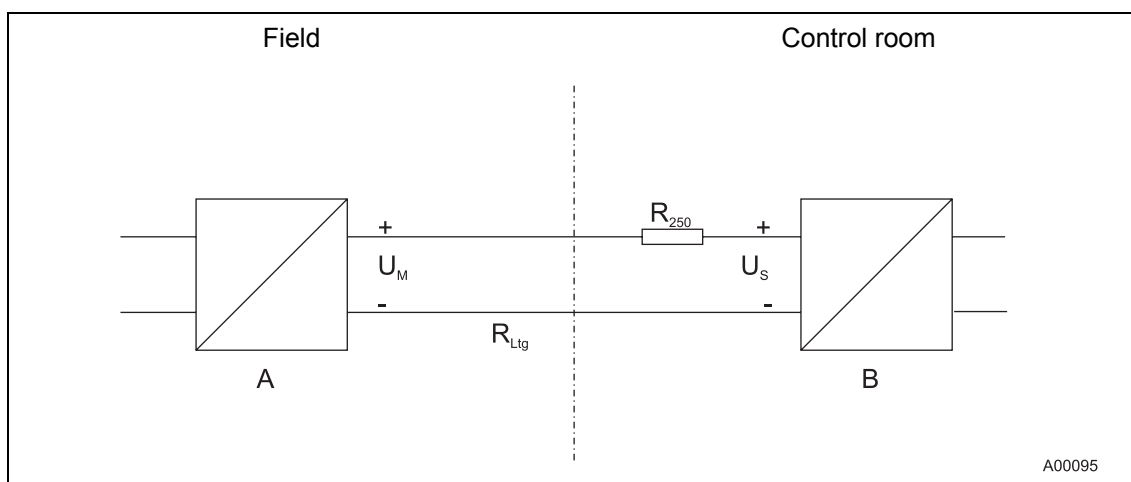 Field Control room
R250
+ +
UM US
- -
RLtg
A B
A00095